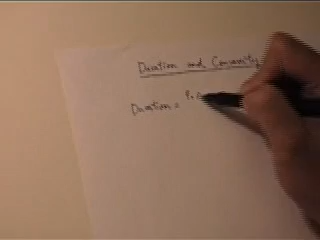 Duration and Convexity
Duration = %